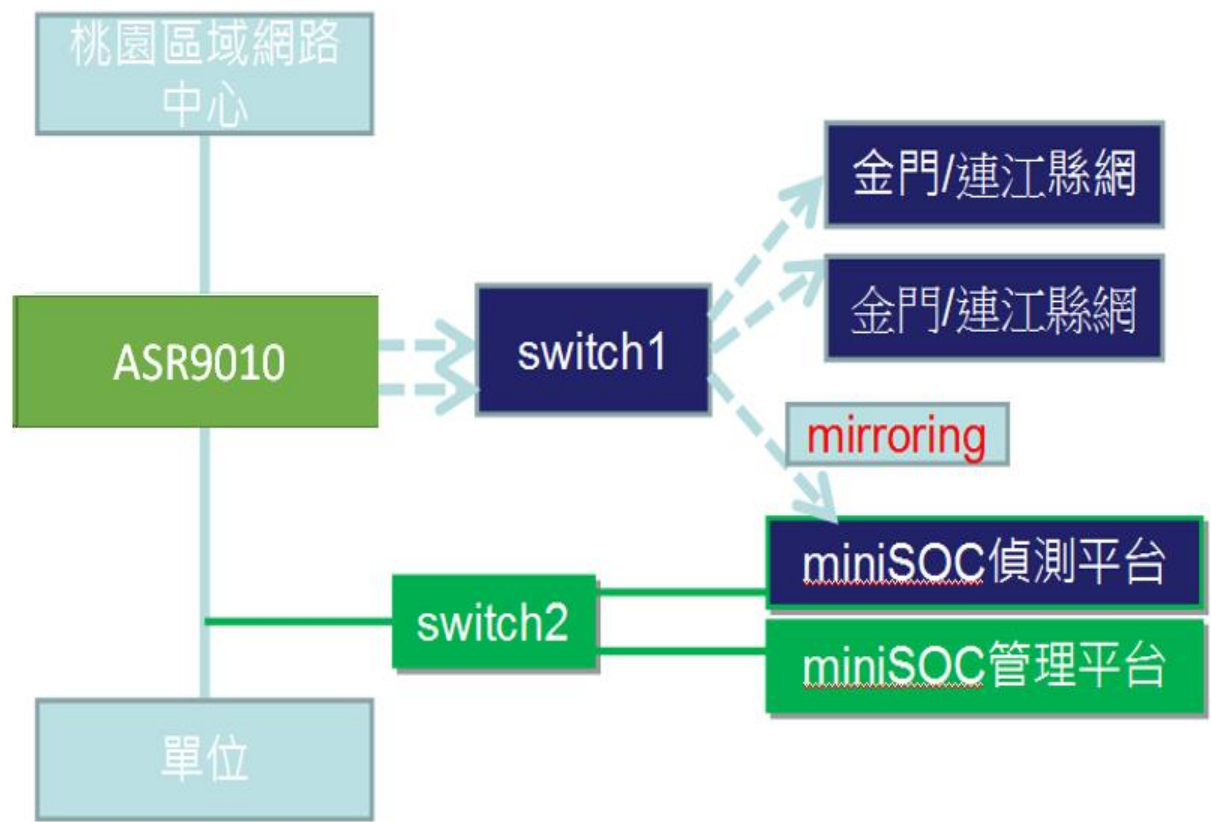 桃園區域網路
中心
金門/連江縣網
金門/連江縣網
ASR9010
switch1
mirroring
miniSOC偵測平台
switch2
miniSOC管理平台
單位